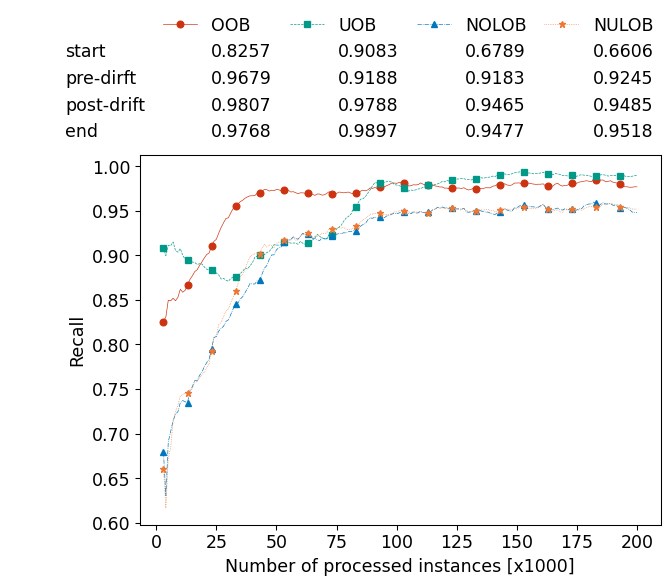 OOB UOB NOLOB NULOB
start 0.8257 0.9083 0.6789 0.6606
pre-dirft 0.9679 0.9188 0.9183 0.9245
post-drift 0.9807 0.9788 0.9465 0.9485
end 0.9768 0.9897 0.9477 0.9518
1.00
0.95
0.90
0.85
0.80
0.75
0.70
0.65
0.60
Recall
0 25 50 75 100 125 150 175 200
Number of processed instances [x1000]